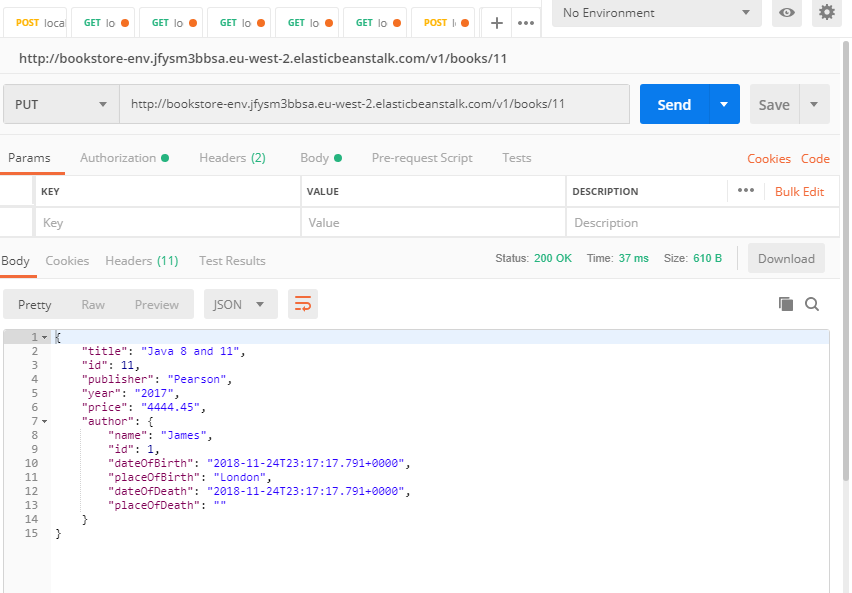 POST loca GET lo GET lo GET lo GET lo GET lo POST l + ••• No Environment
http://bookstore-env.jfysm3bbsa.eu-west-2.elasticbeanstalk.com/v1/books/11
PUT http://bookstore-env.jfysm3bbsa.eu-west-2.elasticbeanstalk.com/v1/books/11 Send Save
Params Authorization Headers (2) Body Pre-request Script Tests Cookies Code
KEY VALUE DESCRIPTION ••• Bulk Edit
Key Value Description
Body Cookies Headers (11) Test Results Status: 200 OK Time: 37 ms Size: 610 B Download
Pretty Raw Preview JSON
1 {
2 "title": "Java 8 and 11",
3 "id": 11,
4 "publisher": "Pearson",
5 "year": "2017",
6 "price": "4444.45",
7 "author": {
8 "name": "James",
9 "id": 1,
10 "dateOfBirth": "2018-11-24T23:17:17.791+0000",
11 "placeOfBirth": "London",
12 "dateOfDeath": "2018-11-24T23:17:17.791+0000",
13 "placeOfDeath": ""
14 }
15 }